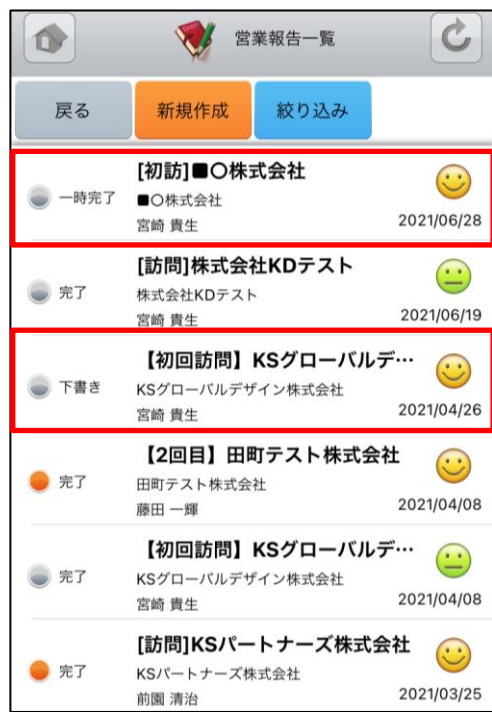 営業報告一覧
戻る 新規作成 絞り込み
[初訪]■〇株式会社
一時完了
■〇株式会社
宮崎 貴生
2021/06/28
[訪問]株式会社KDテスト
完了
株式会社KDテスト
宮崎 貴生
2021/06/19
【初回訪問】KSグローバルデ…
下書き
KSグローバルデザイン株式会社
宮崎 貴生
2021/04/26
【2回目】田町テスト株式会社
完了
田町テスト株式会社
藤田 一輝
2021/04/08
【初回訪問】KSグローバルデ…
完了
KSグローバルデザイン株式会社
宮崎 貴生
2021/04/08
[訪問]KSパートナーズ株式会社
完了
KSパートナーズ株式会社
前園 清治
2021/03/25